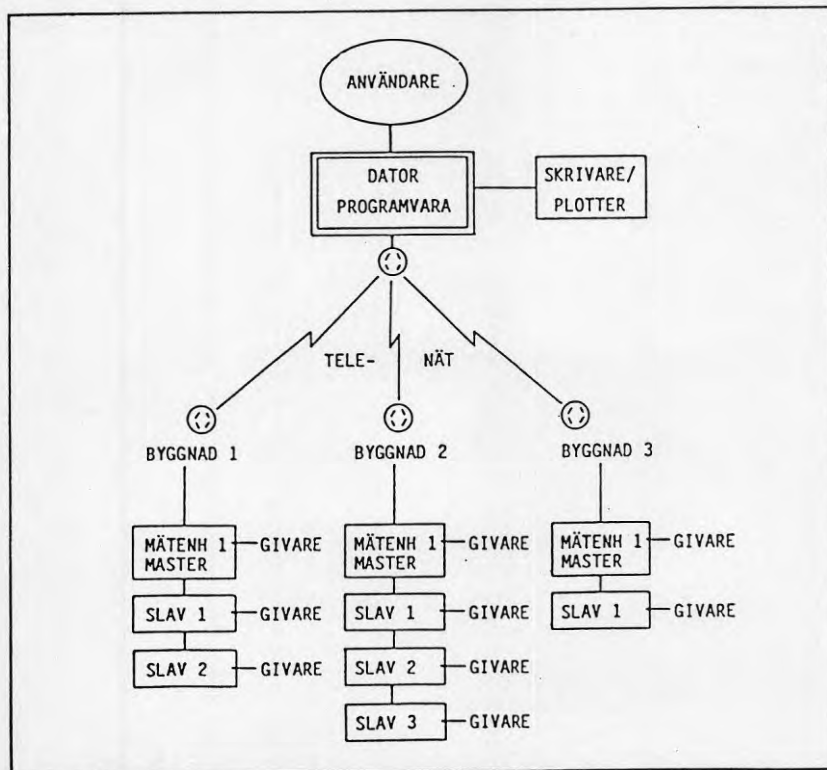 ANVÄNDARE
DATOR
PROGRAMVARA
SKRIVARE/
PLOTTER
TELE- NÄT
BYGGNAD 1
BYGGNAD 2
BYGGNAD 3
MÄTENH 1
MASTER
GIVARE
SLAV 1
GIVARE
SLAV 2
GIVARE
MÄTENH 1
MASTER
GIVARE
SLAV 1
GIVARE
SLAV 2
GIVARE
SLAV 3
GIVARE
MÄTENH 1
MASTER
GIVARE
SLAV 1
GIVARE